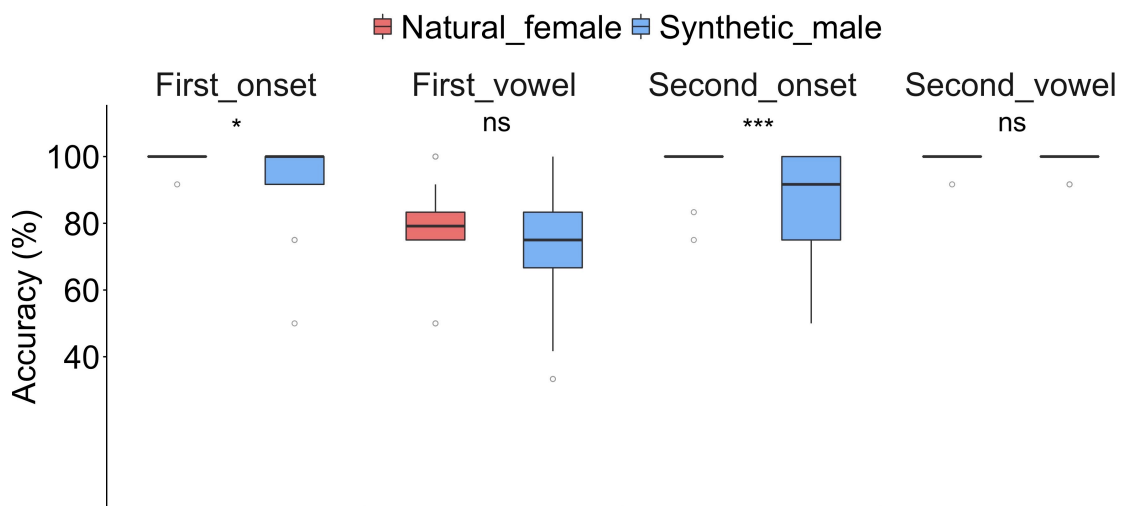 Natural_female Synthetic_male
First_onset First_vowel Second_onset Second_vowel
* ns *** ns
100
80
60
40
Accuracy (%)